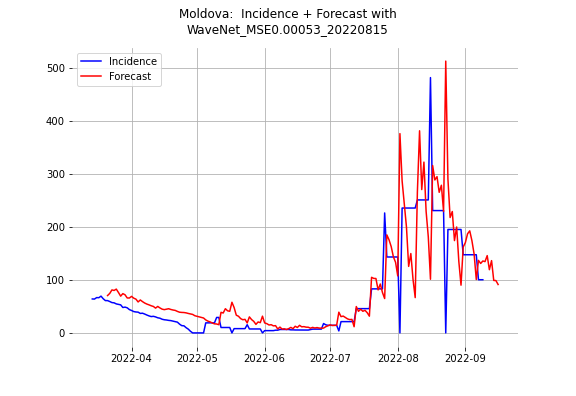 Moldova:  Incidence + Forecast with
WaveNet_MSE0.00053_20220815
Incidence
Forecast
500
400
300
200
100
0
2022-04 2022-05 2022-06 2022-07 2022-08 2022-09